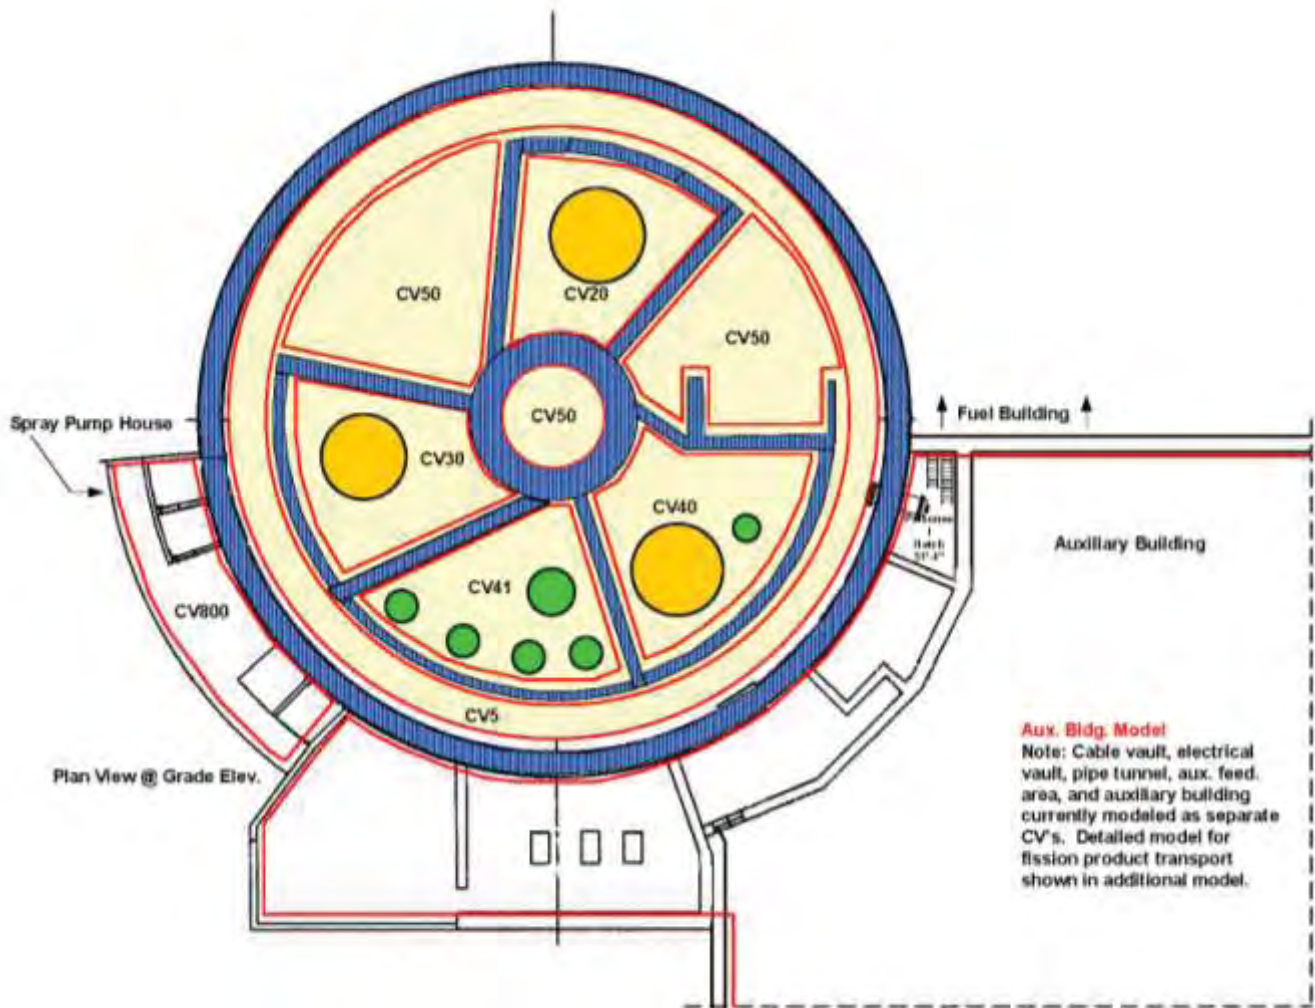 CV20
CV50
CV50
CV50
Spray Pump House
Fuel Building
CV30
CV40
Auxiliary Building
CV41
CV800
CV5
Plan View @ Grade Elev.
Aux. Bldg. Model
Note: Cable vault, electrical
vault, pipe tunnel, aux. feed.
area, and auxiliary building
currently modeled as separate
CV's. Detailed model for
fission product transport
shown in additional model.
Hatch